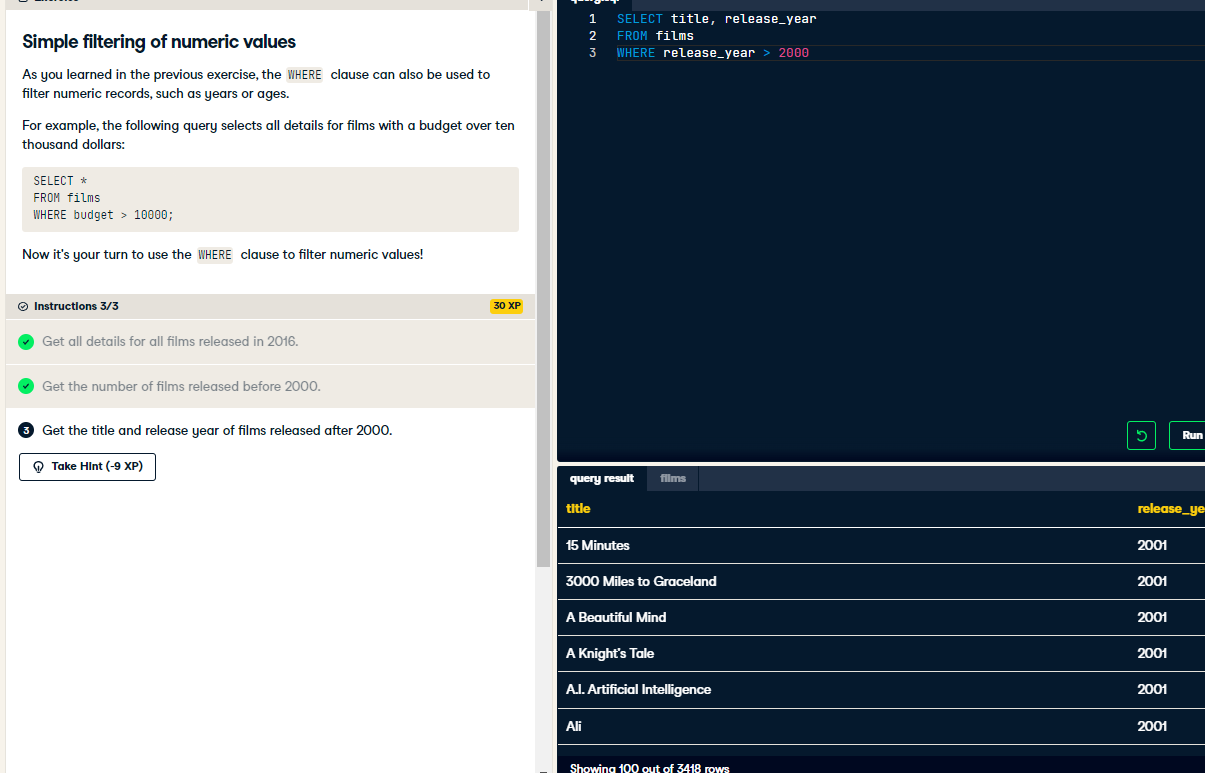 Exercise
Simple filtering of numeric values
As you learned in the previous exercise, the WHERE clause can also be used to
filter numeric records, such as years or ages.
For example, the following query selects all details for films with a budget over ten
thousand dollars:
SELECT *
FROM films
WHERE budget > 10000;
Now it's your turn to use the WHERE clause to filter numeric values!
Instructions 3/3
30 XP
Get all details for all films released in 2016.
Get the number of films released before 2000.
3 Get the title and release year of films released after 2000.
Take Hint (-9 XP)
1 SELECT title, release_year
2 FROM films
3 WHERE release_year > 2000
Run
query result films
title release_ye
15 Minutes 2001
3000 Miles to Graceland 2001
A Beautiful Mind 2001
A Knight's Tale 2001
A.I. Artificial Intelligence 2001
Ali 2001
Showing 100 out of 3418 rows